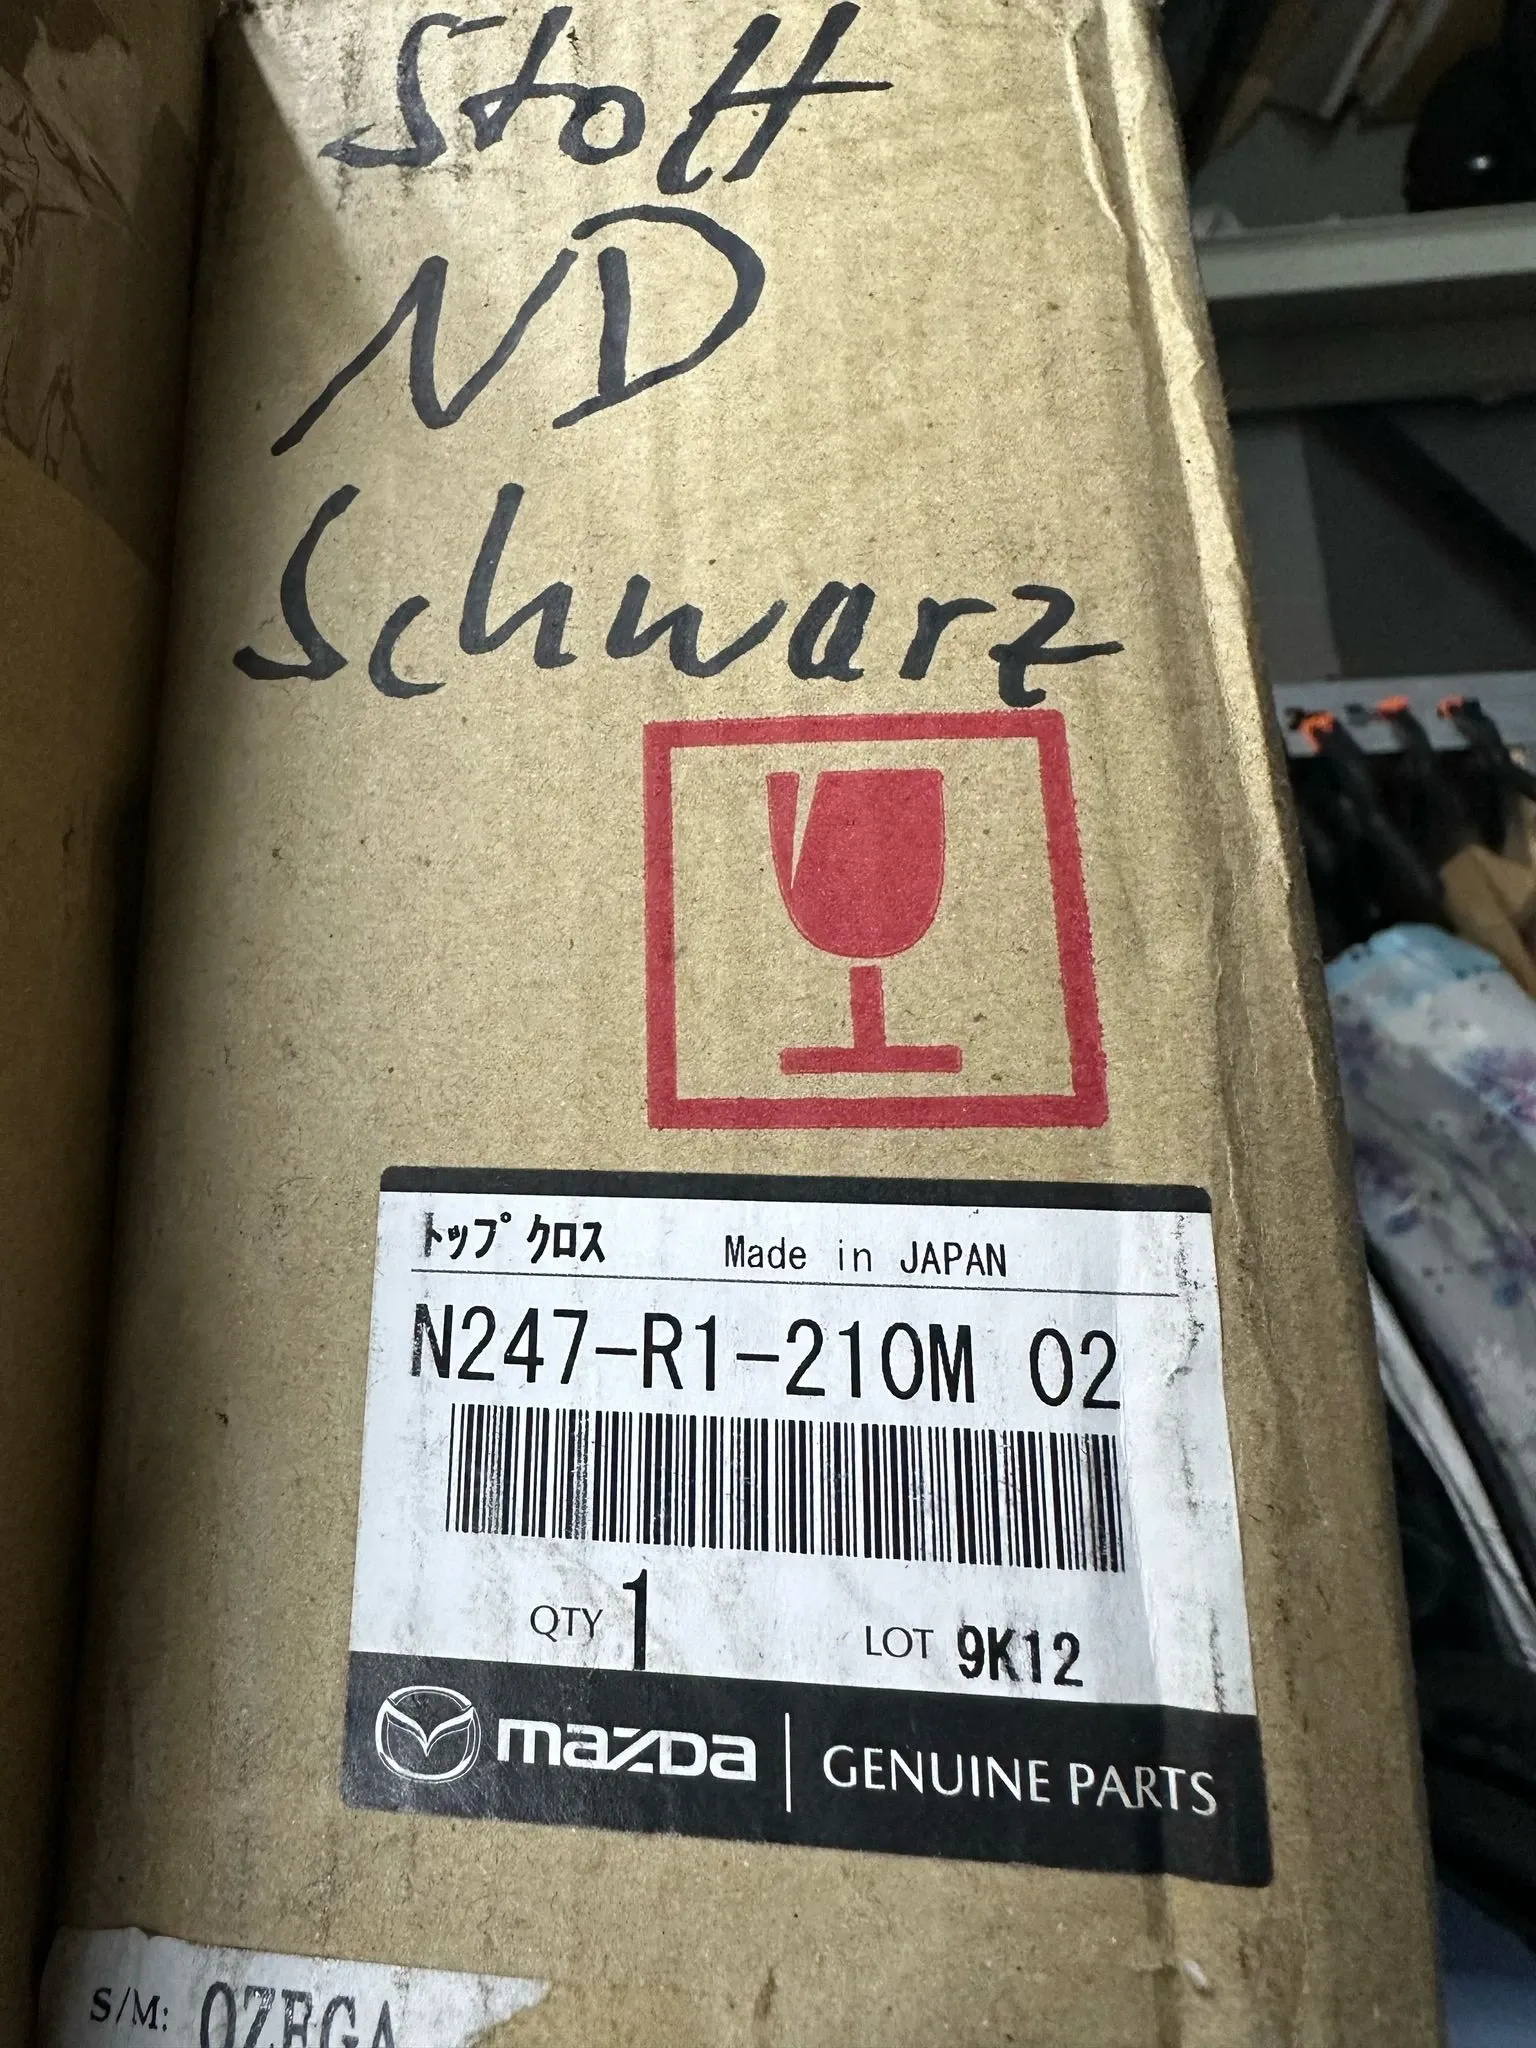 Stoff
ND
Schwarz
トップ クロス Made in JAPAN
N247-R1-210M 02
QTY 1 LOT 9K12
mazda | GENUINE PARTS
S/M: OZEGA